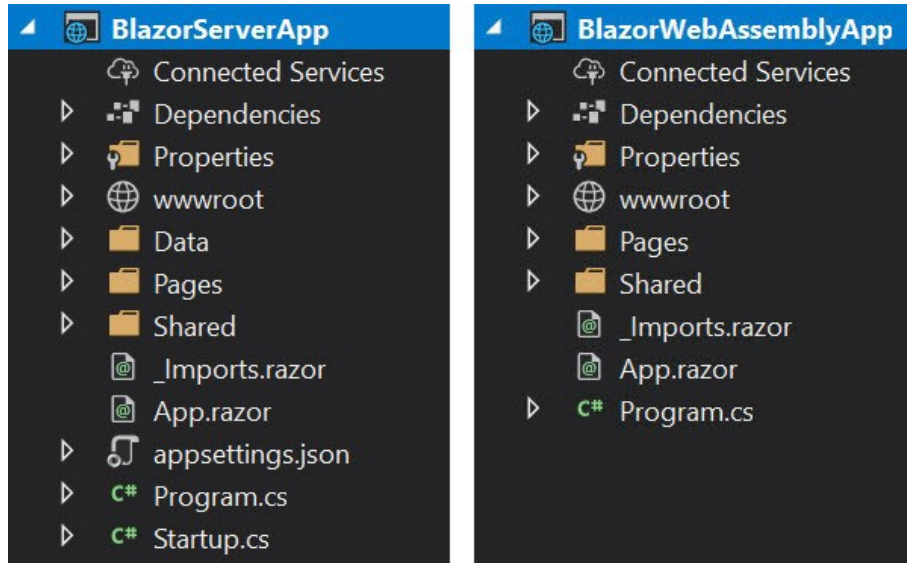 BlazorServerApp
Connected Services
Dependencies
Properties
wwwroot
Data
Pages
Shared
_Imports.razor
App.razor
appsettings.json
C# Program.cs
C# Startup.cs
BlazorWebAssemblyApp
Connected Services
Dependencies
Properties
wwwroot
Pages
Shared
_Imports.razor
App.razor
C# Program.cs